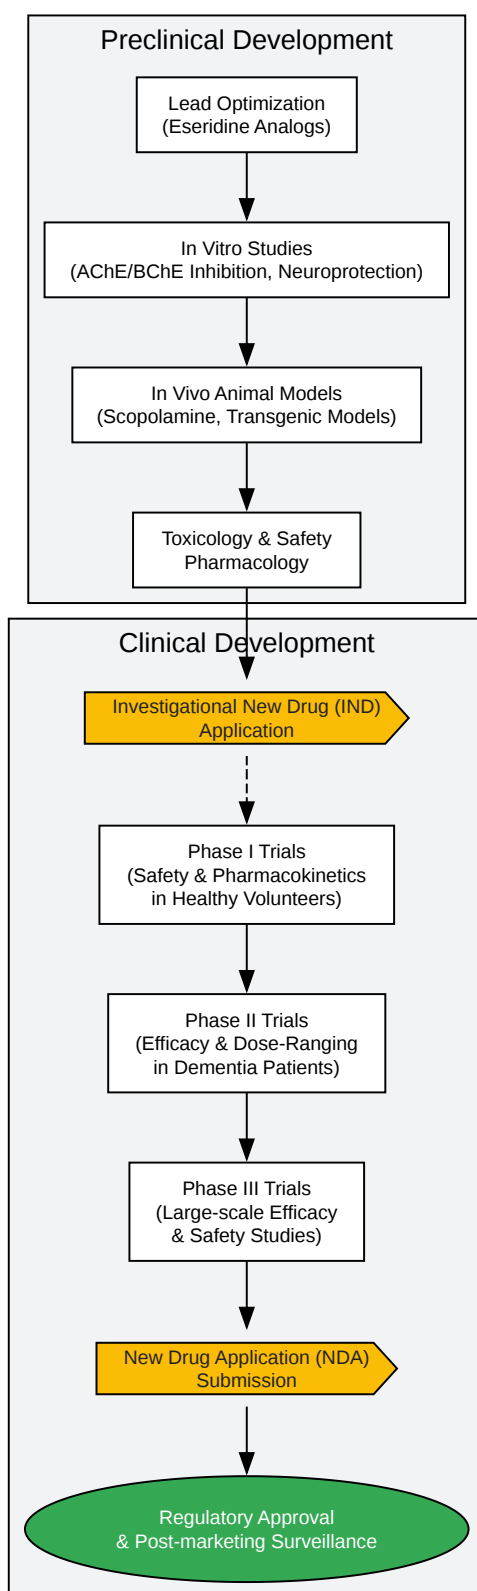 Preclinical Development
Lead Optimization
(Eseridine Analogs)
In Vitro Studies
(AChE/BChE Inhibition, Neuroprotection)
In Vivo Animal Models
(Scopolamine, Transgenic Models)
Toxicology & Safety
Pharmacology
Clinical Development
Investigational New Drug (IND)
Application
Phase I Trials
(Safety & Pharmacokinetics
in Healthy Volunteers)
Phase II Trials
(Efficacy & Dose-Ranging
in Dementia Patients)
Phase III Trials
(Large-scale Efficacy
& Safety Studies)
New Drug Application (NDA)
Submission
Regulatory Approval
& Post-marketing Surveillance